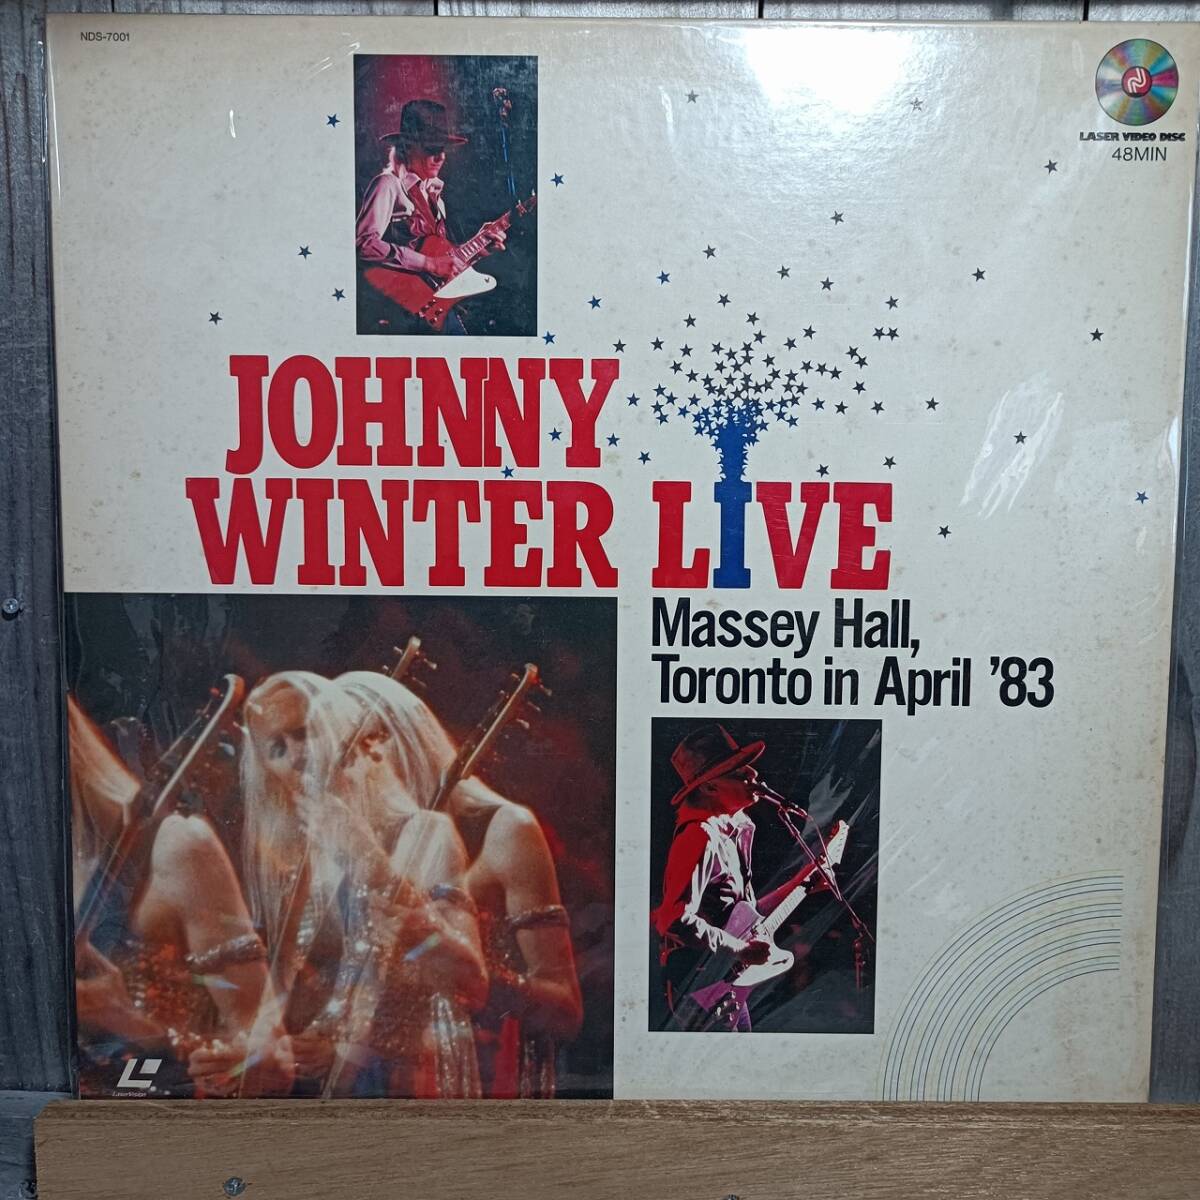 NDS-7001
LASER VIDEO DISC
48MIN
JOHNNY
WINTER LIVE
Massey Hall,
Toronto in April '83
LaserVision